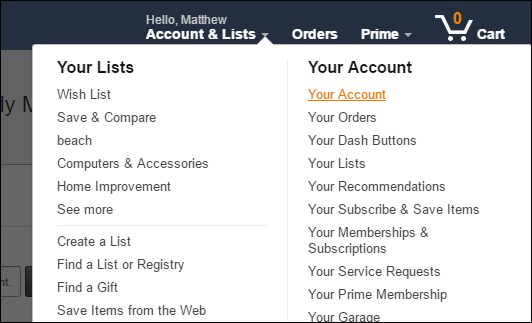 Hello, Matthew
Account & Lists
Orders
Prime
0
Cart
Your Lists
Wish List
Save & Compare
beach
Computers & Accessories
Home Improvement
See more
Create a List
Find a List or Registry
Find a Gift
Save Items from the Web
Your Account
Your Account
Your Orders
Your Dash Buttons
Your Lists
Your Recommendations
Your Subscribe & Save Items
Your Memberships &
Subscriptions
Your Service Requests
Your Prime Membership
Your Garage